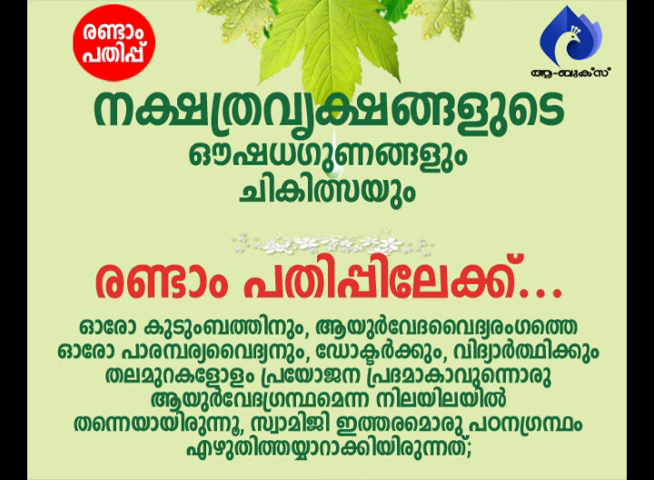 രണ്ടാം
പതിപ്പ്
ആ-ബുക്സ്
നക്ഷത്രവൃക്ഷങ്ങളുടെ
ഔഷധഗുണങ്ങളും
ചികിത്സയും
രണ്ടാം പതിപ്പിലേക്ക്...
ഓരോ കുടുംബത്തിനും, ആയുർവേദവൈദ്യരംഗത്തെ
ഓരോ പാരമ്പര്യവൈദ്യനും, ഡോക്ടർക്കും, വിദ്യാർത്ഥിക്കും
തലമുറകളോളം പ്രയോജന പ്രദമാകാവുന്നൊരു
ആയുർവേദഗ്രന്ഥമെന്ന നിലയിലയിൽ
തന്നെയായിരുന്നൂ, സ്വാമിജി ഇത്തരമൊരു പഠനഗ്രന്ഥം
എഴുതിത്തയ്യാറാക്കിയിരുന്നത്;